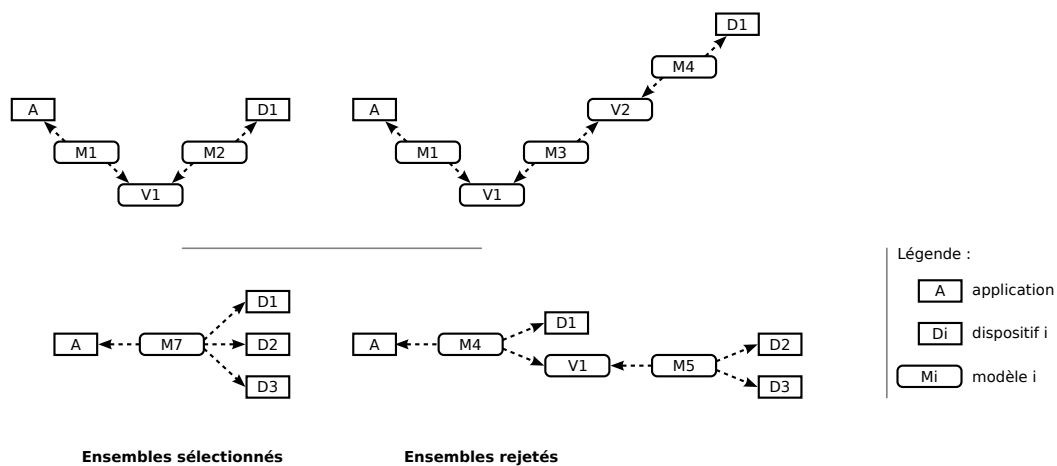 D1
M4
A
D1
A
V2
M1
M2
M1
M3
V1
V1
Légende :
D1
A
application
D1
A
M7
D2
A
M4
Di
dispositif i
V1
M5
D2
D3
D3
Mi
modèle i
Ensembles sélectionnés
Ensembles rejetés